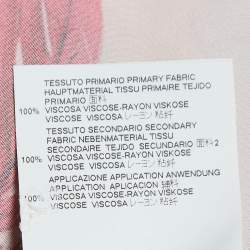 TESSUTO PRIMARIO PRIMARY FABRIC
HAUPTMATERIAL TISSU PRIMAIRE TEJIDO
PRIMARIO 面料
100% VISCOSA VISCOSE-RAYON VISKOSE
VISCOSE VISCOSA レーヨン 粘纤
TESSUTO SECONDARIO SECONDARY
FABRIC NEBENMATERIAL TISSU
SECONDAIRE TEJIDO SECUNDARIO 面料2
100% VISCOSA VISCOSE-RAYON VISKOSE
VISCOSE VISCOSA レーヨン 粘纤
APPLICAZIONE APPLICATION ANWENDUNG
APPLICATION APLICACION 辅料
100% VISCOSA VISCOSE-RAYON VISKOSE
VISCOSE VISCOSA レーヨン 粘纤